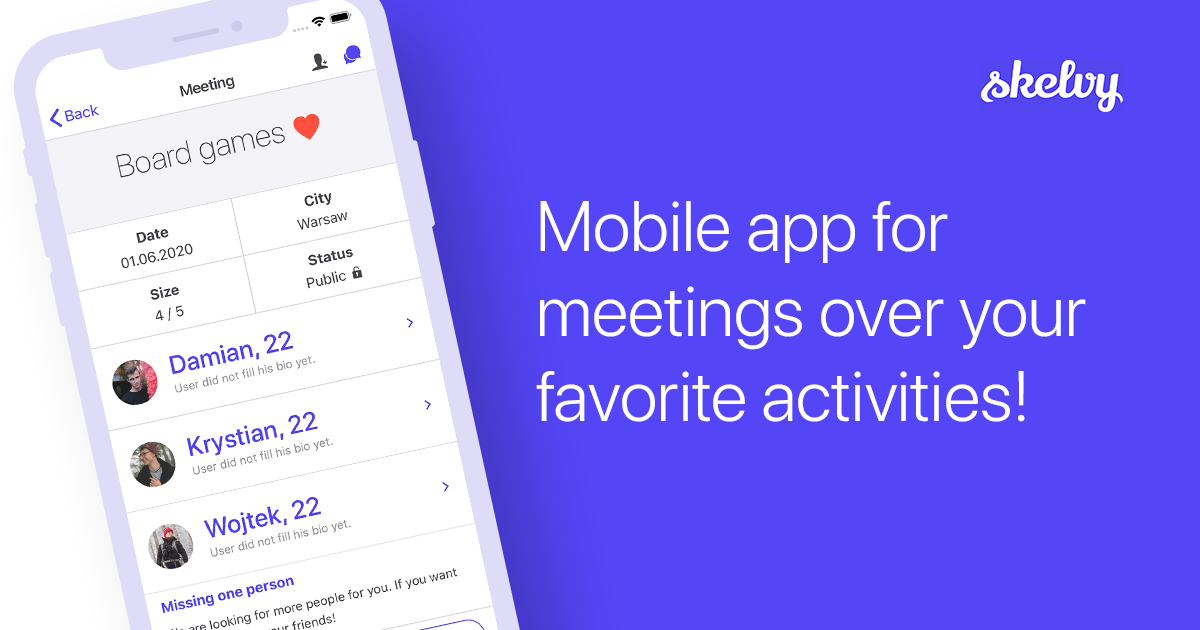 Meeting
Back
Board games ❤️
Date
01.06.2020
City
Warsaw
Size
4 / 5
Status
Public
Damian, 22
User did not fill his bio yet.
Krystian, 22
User did not fill his bio yet.
Wojtek, 22
User did not fill his bio yet.
Missing one person
are looking for more people for you. If you want
friends!
skelvy
Mobile app for
meetings over your
favorite activities!